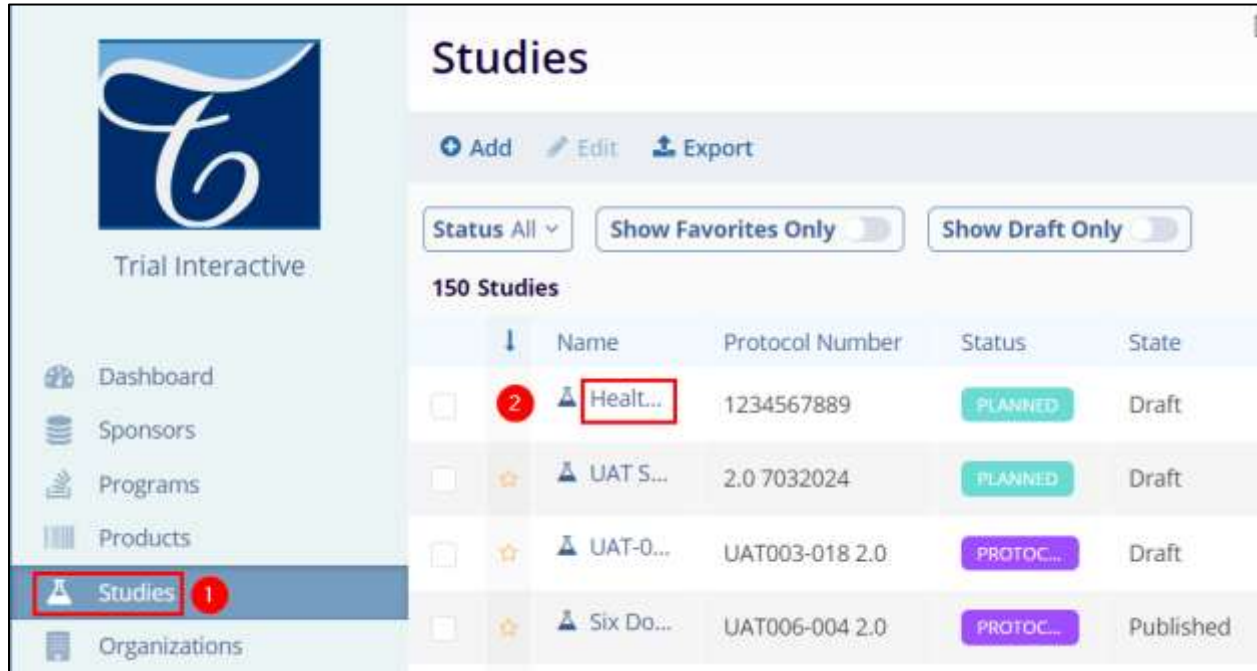 Studies
Add Edit Export
Status All Show Favorites Only Show Draft Only
Trial Interactive
150 Studies
Name Protocol Number Status State
Dashboard
2 Healt... 1234567889 PLANNED Draft
Sponsors
Programs
UAT S... 2.0 7032024 PLANNED Draft
Products
UAT-0... UAT003-018 2.0 PROTOC... Draft
Studies 1
Six Do... UAT006-004 2.0 PROTOC... Published
Organizations